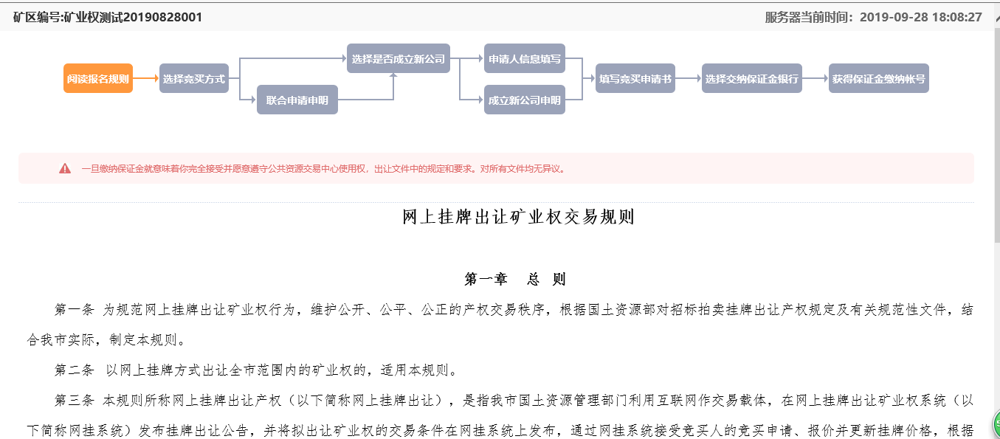 矿区编号:矿业权测试20190828001 服务器当前时间：2019-09-28 18:08:27
选择是否成立新公司 申请人信息填写
阅读报名规则 选择竞买方式 填写竞买申请书 选择交纳保证金银行 获得保证金缴纳帐号
联合申请申明 成立新公司申明
一旦缴纳保证金就意味着你完全接受并愿意遵守公共资源交易中心使用权，出让文件中的规定和要求。对所有文件均无异议。
网上挂牌出让矿业权交易规则
第一章 总 则
第一条 为规范网上挂牌出让矿业权行为，维护公开、公平、公正的产权交易秩序，根据国土资源部对招标拍卖挂牌出让产权规定及有关规范性文件，结
合我市实际，制定本规则。
第二条 以网上挂牌方式出让全市范围内的矿业权的，适用本规则。
第三条 本规则所称网上挂牌出让产权（以下简称网上挂牌出让），是指我市国土资源管理部门利用互联网作交易载体，在网上挂牌出让矿业权系统（以
下简称网挂系统）发布挂牌出让公告，并将拟出让矿业权的交易条件在网挂系统上发布，通过网挂系统接受竞买人的竞买申请、报价并更新挂牌价格，根据